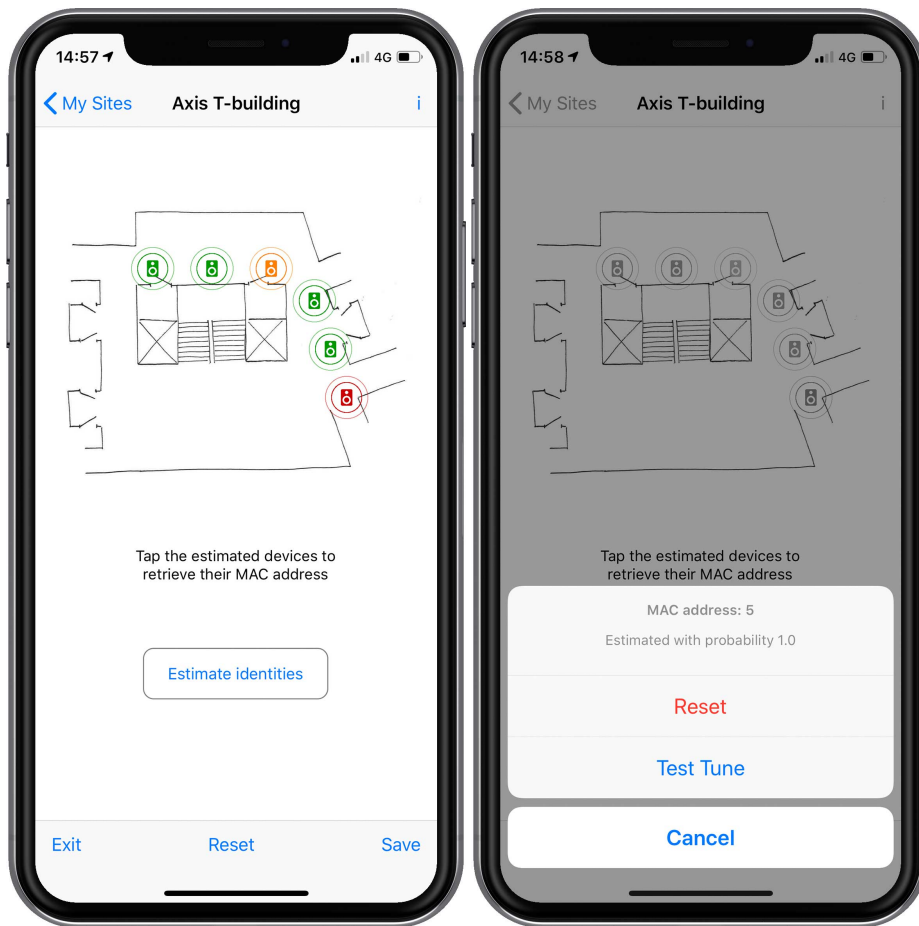 14:57
4G
My Sites
Axis T-building
i
Tap the estimated devices to
retrieve their MAC address
Estimate identities
Exit
Reset
Save
14:58
4G
My Sites
Axis T-building
i
Tap the estimated devices to
retrieve their MAC address
MAC address: 5
Estimated with probability 1.0
Reset
Test Tune
Cancel